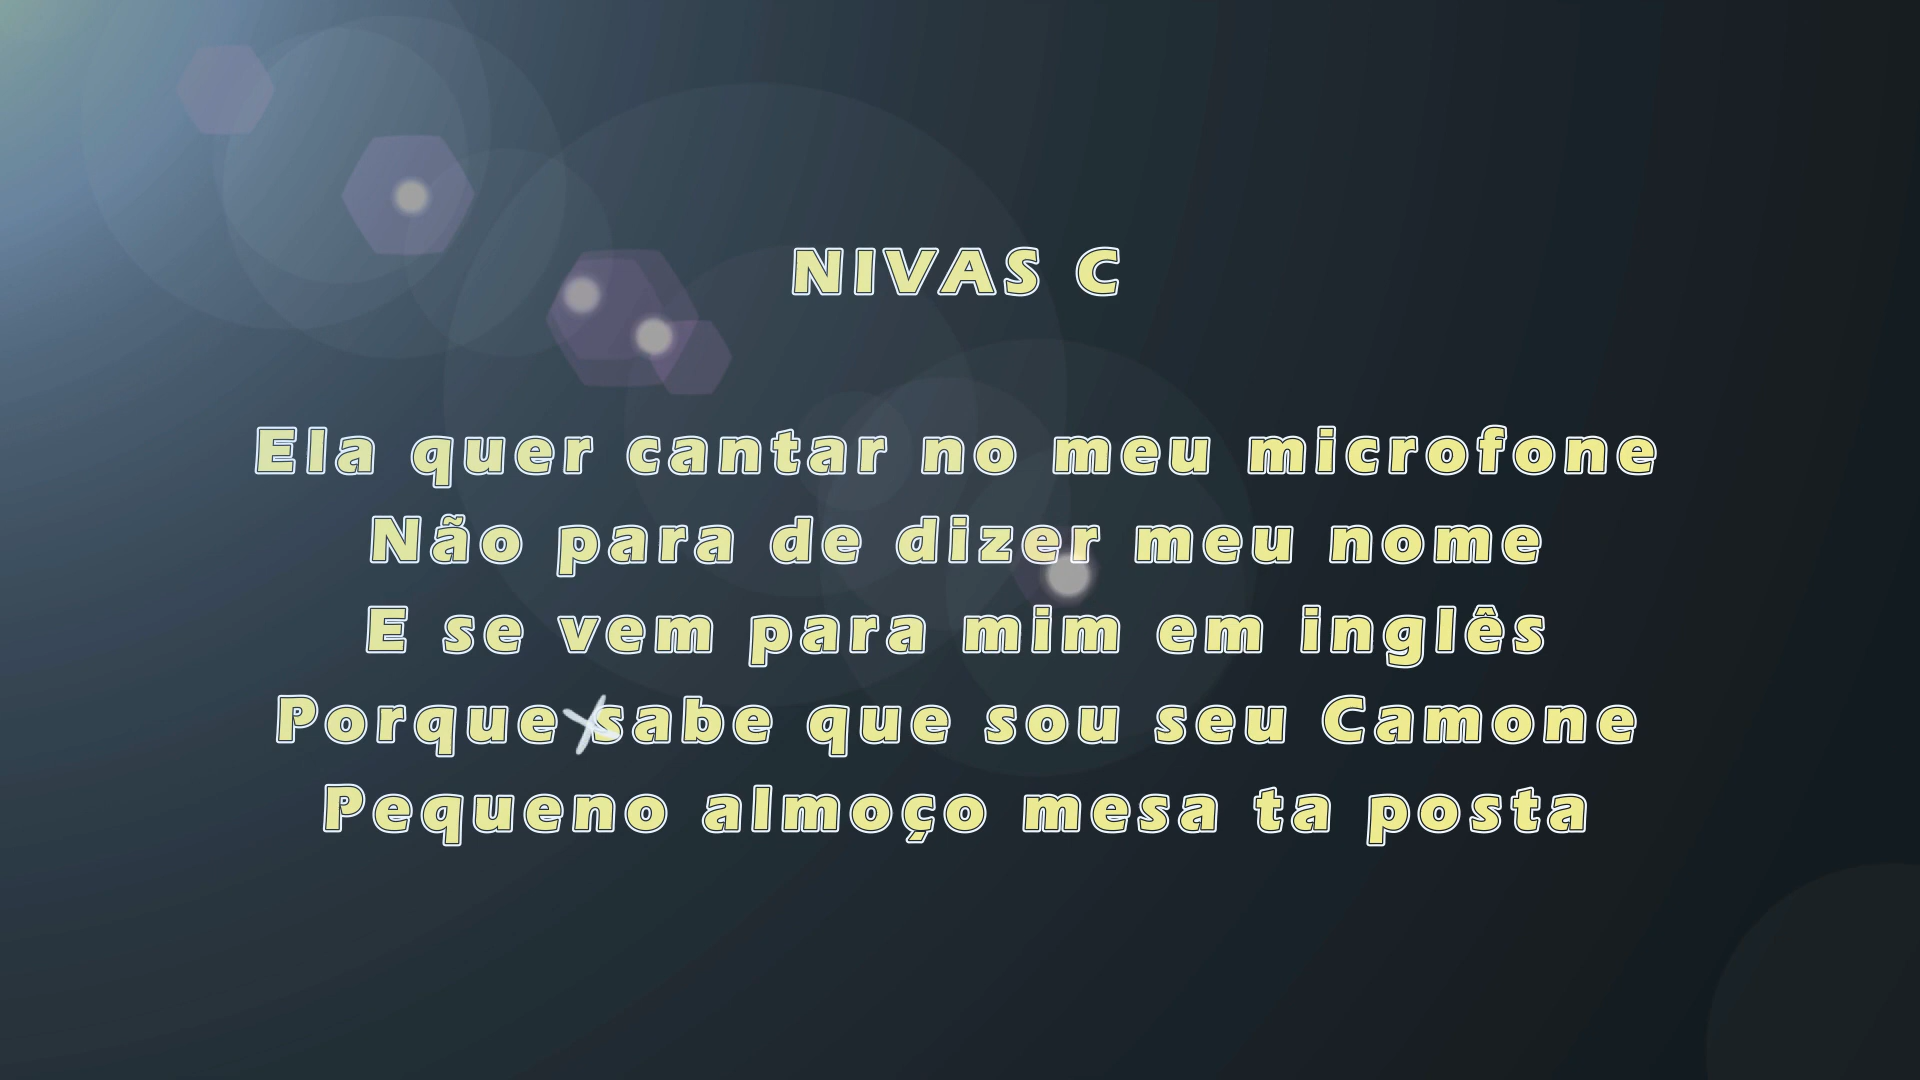 NIVAS C
Ela quer cantar no meu microfone
Não para de dizer meu nome
E se vem para mim em inglês
Porque sabe que sou seu Camone
Pequeno almoço mesa ta posta